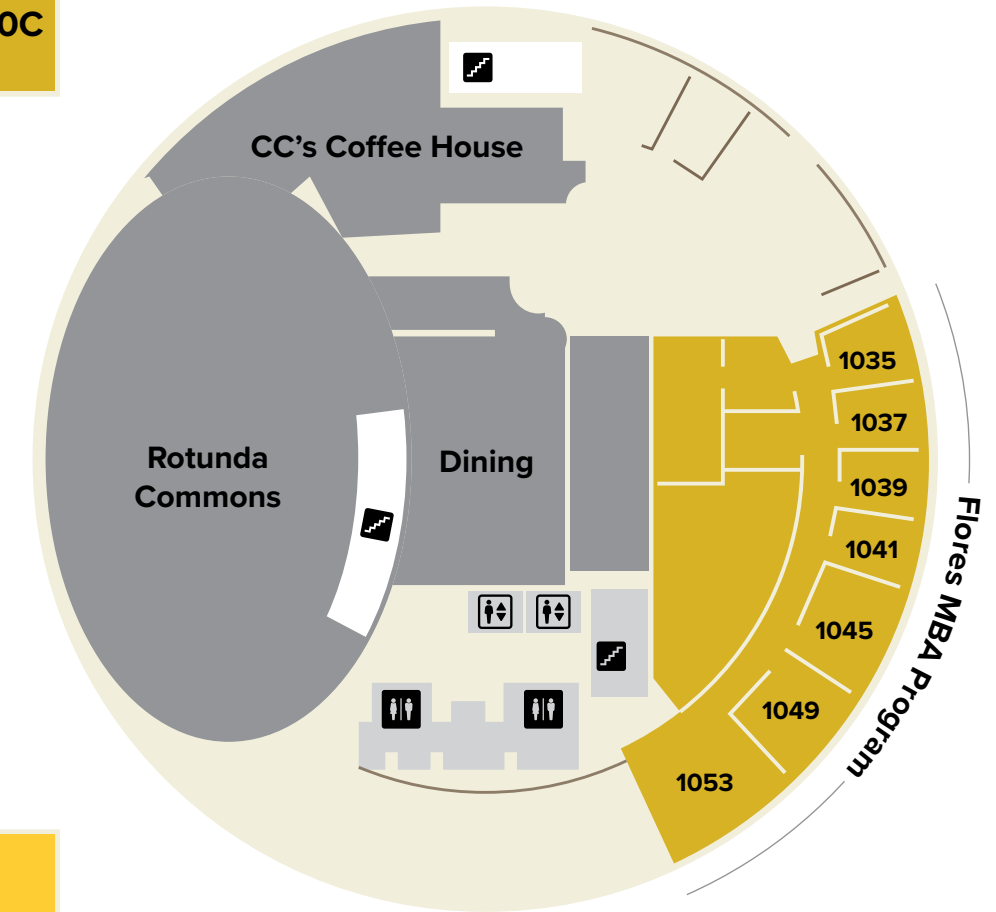 0C
CC's Coffee House
Rotunda
Commons
Dining
1035
1037
1039
1041
1045
1049
1053
Flores MBA Program